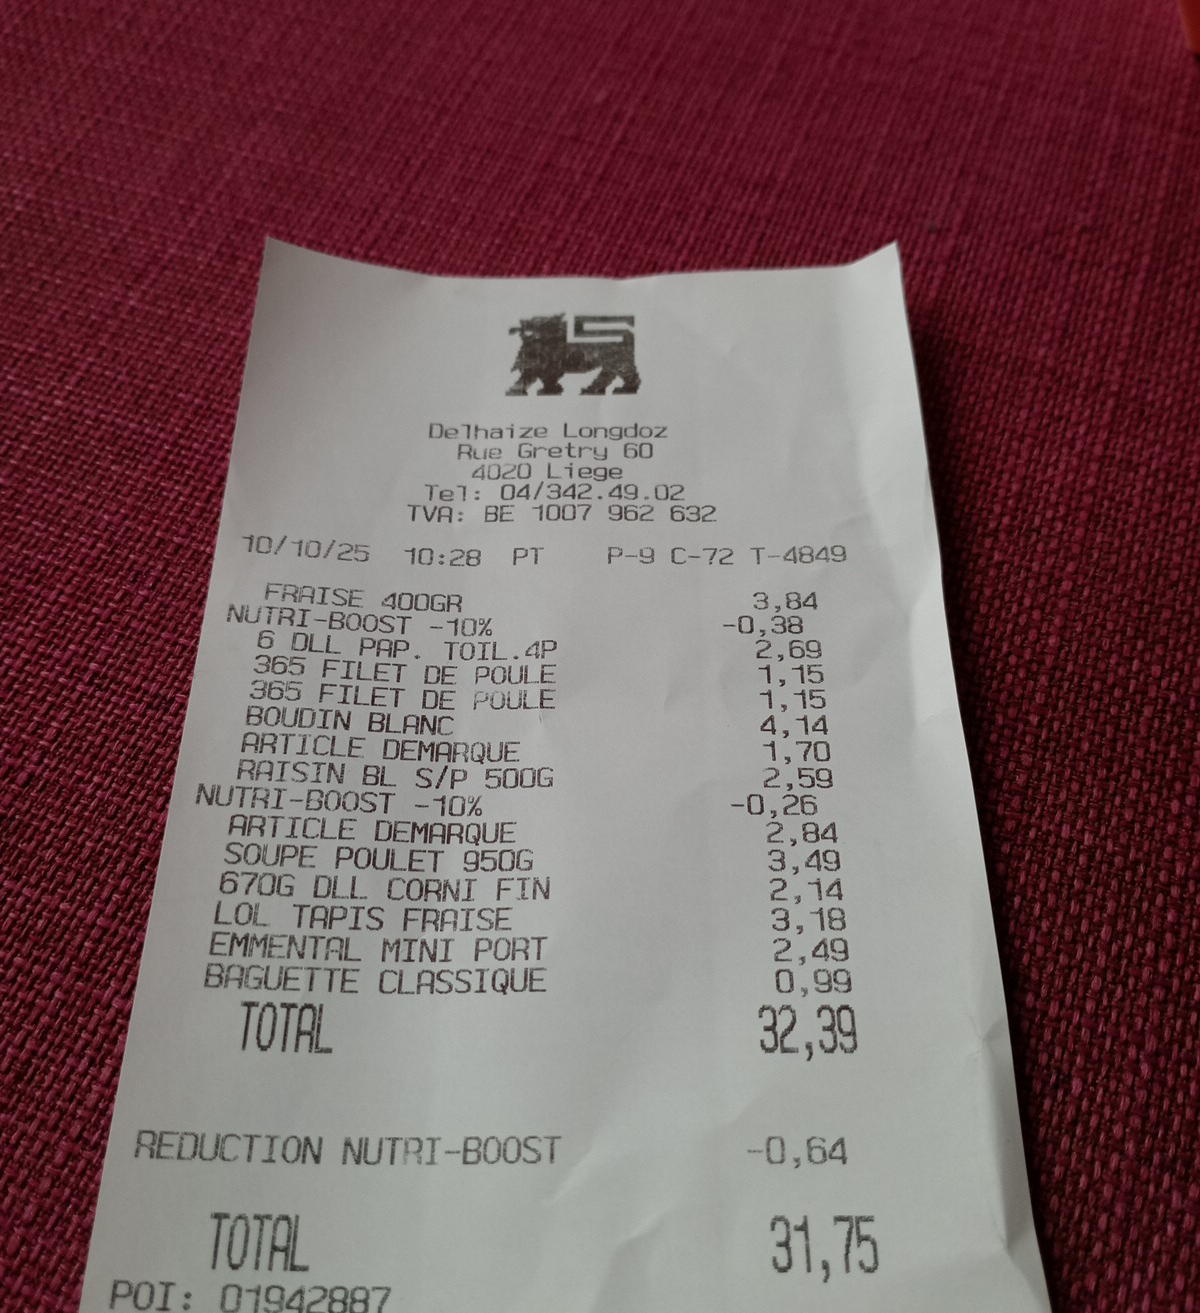 Delhaize Longdoz
Rue Gretry 60
4020 Liege
Tel: 04/342.49.02
TVA: BE 1007 962 632
10/10/25 10:28 PT P-9 C-72 T-4849
FRAISE 400GR 3,84
NUTRI-BOOST -10% -0,38
6 DLL PAP. TOIL.4P 2,69
365 FILET DE POULE 1,15
365 FILET DE POULE 1,15
BOUDIN BLANC 4,14
ARTICLE DEMARQUE 1,70
RAISIN BL S/P 500G 2,59
NUTRI-BOOST -10% -0,26
ARTICLE DEMARQUE 2,84
SOUPE POULET 950G 3,49
670G DLL CORNI FIN 2,14
LOL TAPIS FRAISE 3,18
EMMENTAL MINI PORT 2,49
BAGUETTE CLASSIQUE 0,99
TOTAL 32,39
REDUCTION NUTRI-BOOST -0,64
TOTAL 31,75
POI: 01942887